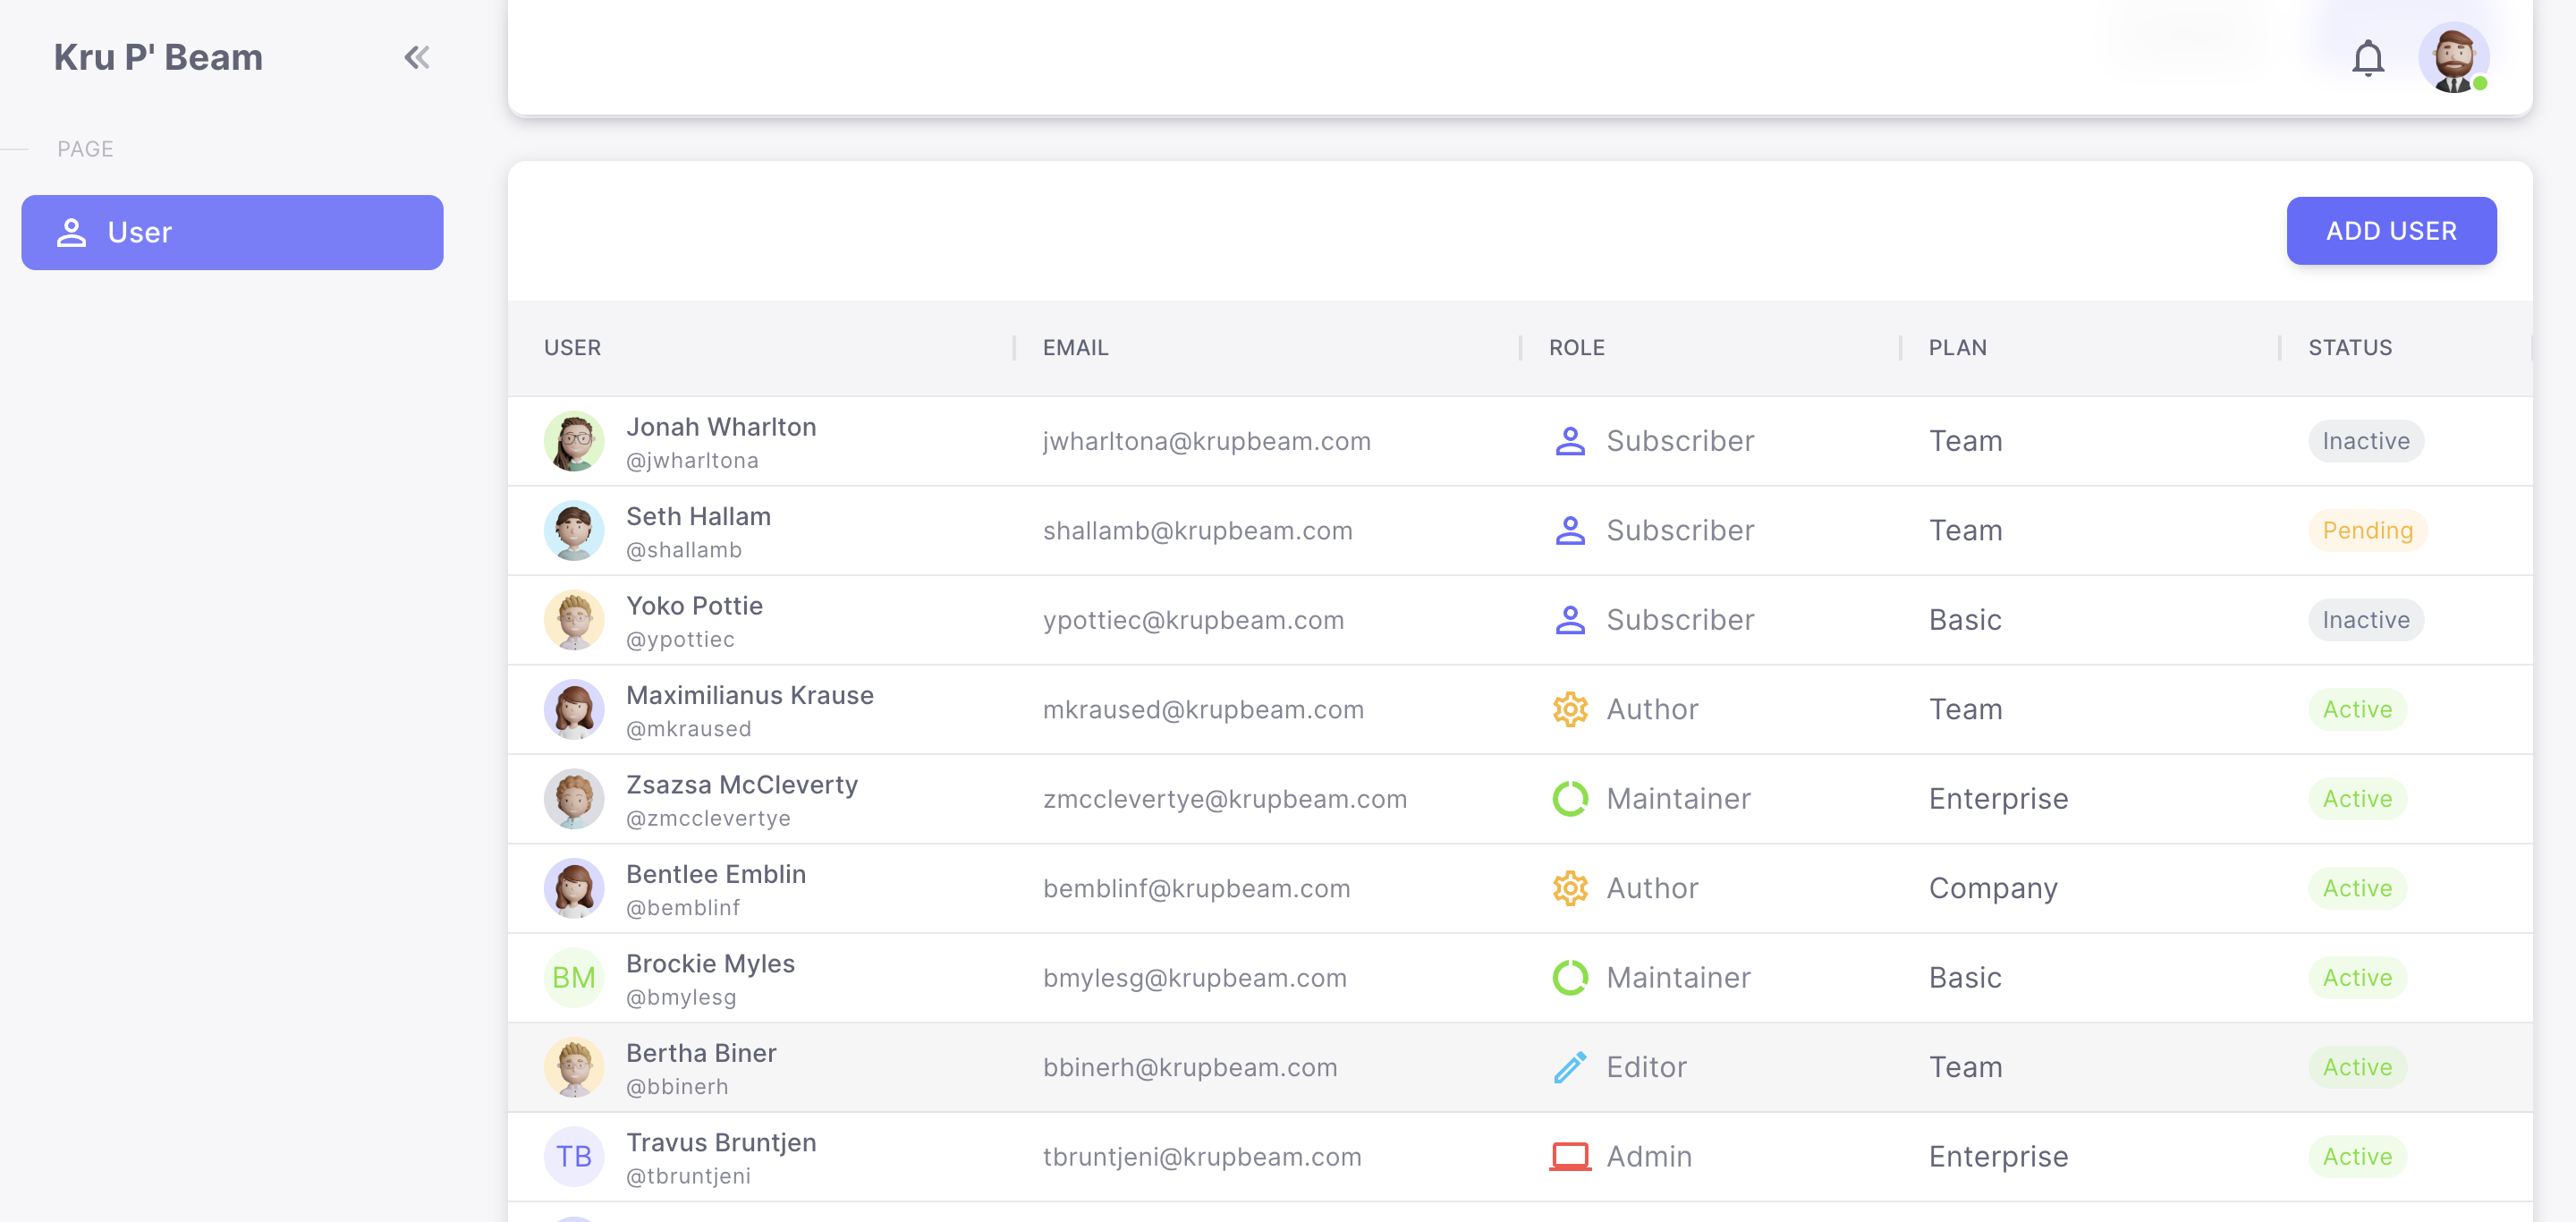 Kru P' Beam
PAGE
User
ADD USER
USER EMAIL ROLE PLAN STATUS
Jonah Wharlton
@jwharltona
jwharltona@krupbeam.com Subscriber Team Inactive
Seth Hallam
@shallamb
shallamb@krupbeam.com Subscriber Team Pending
Yoko Pottie
@ypottiec
ypottiec@krupbeam.com Subscriber Basic Inactive
Maximilianus Krause
@mkraused
mkraused@krupbeam.com Author Team Active
Zsazsa McCleverty
@zmcclevertye
zmcclevertye@krupbeam.com Maintainer Enterprise Active
Bentlee Emblin
@bemblinf
bemblinf@krupbeam.com Author Company Active
BM
Brockie Myles
@bmylesg
bmylesg@krupbeam.com Maintainer Basic Active
Bertha Biner
@bbinerh
bbinerh@krupbeam.com Editor Team Active
TB
Travus Bruntjen
@tbruntjeni
tbruntjeni@krupbeam.com Admin Enterprise Active